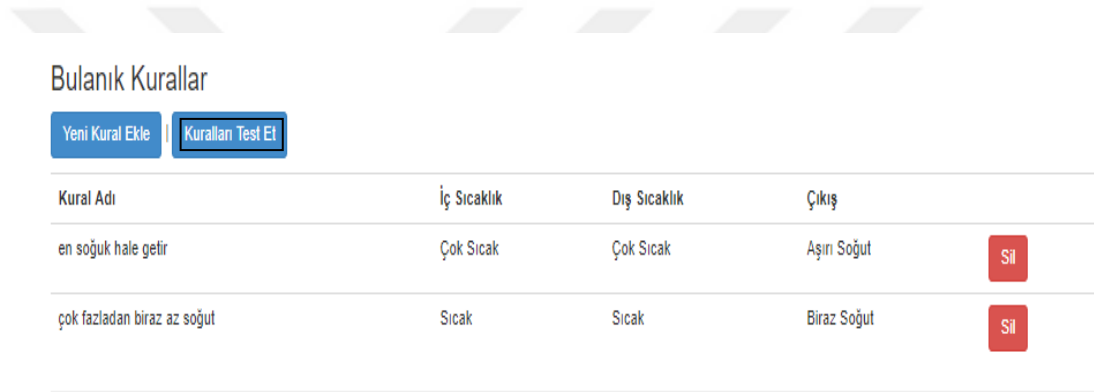 Bulanık Kurallar
Yeni Kural Ekle | Kuralları Test Et
Kural Adı İç Sıcaklık Dış Sıcaklık Çıkış
en soğuk hale getir Çok Sıcak Çok Sıcak Aşırı Soğut Sil
çok fazladan biraz az soğut Sıcak Sıcak Biraz Soğut Sil